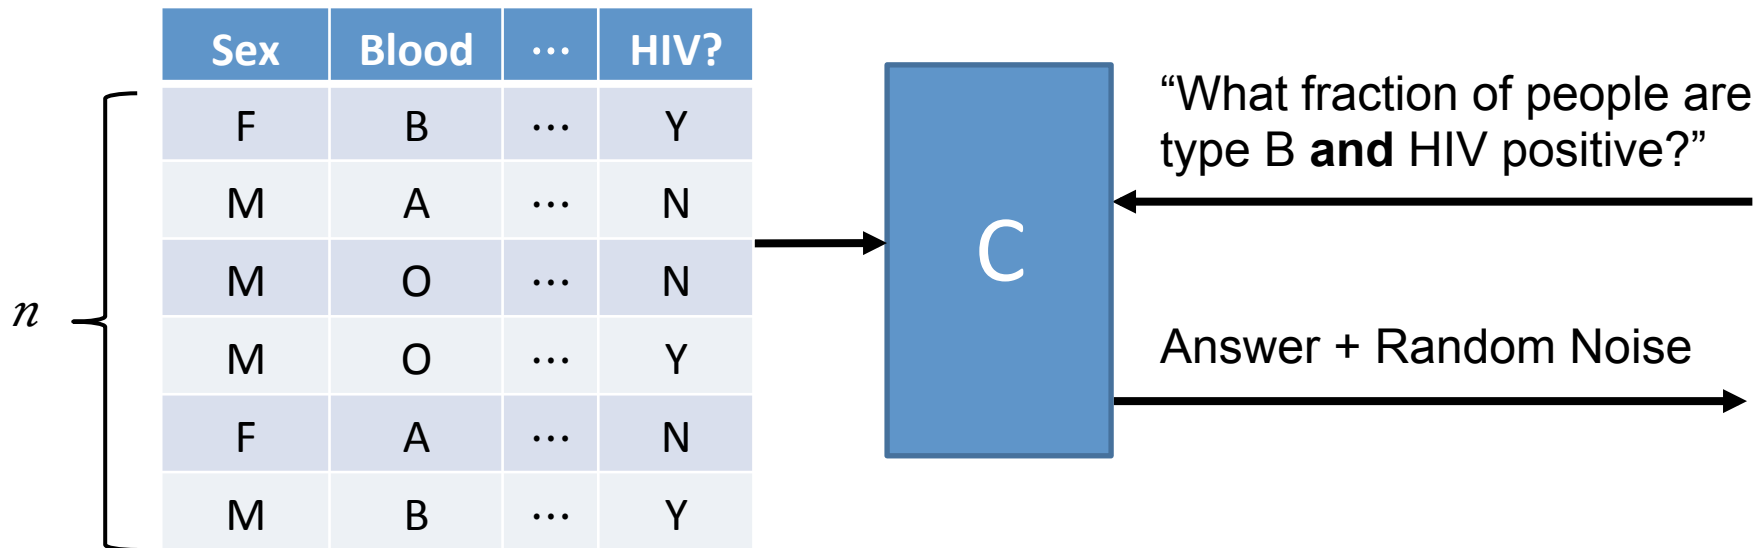 Sex Blood ... HIV?
F B ... Y
M A ... N
M O ... N
M O ... Y
F A ... N
M B ... Y
n
C
“What fraction of people are
type B and HIV positive?”
Answer + Random Noise